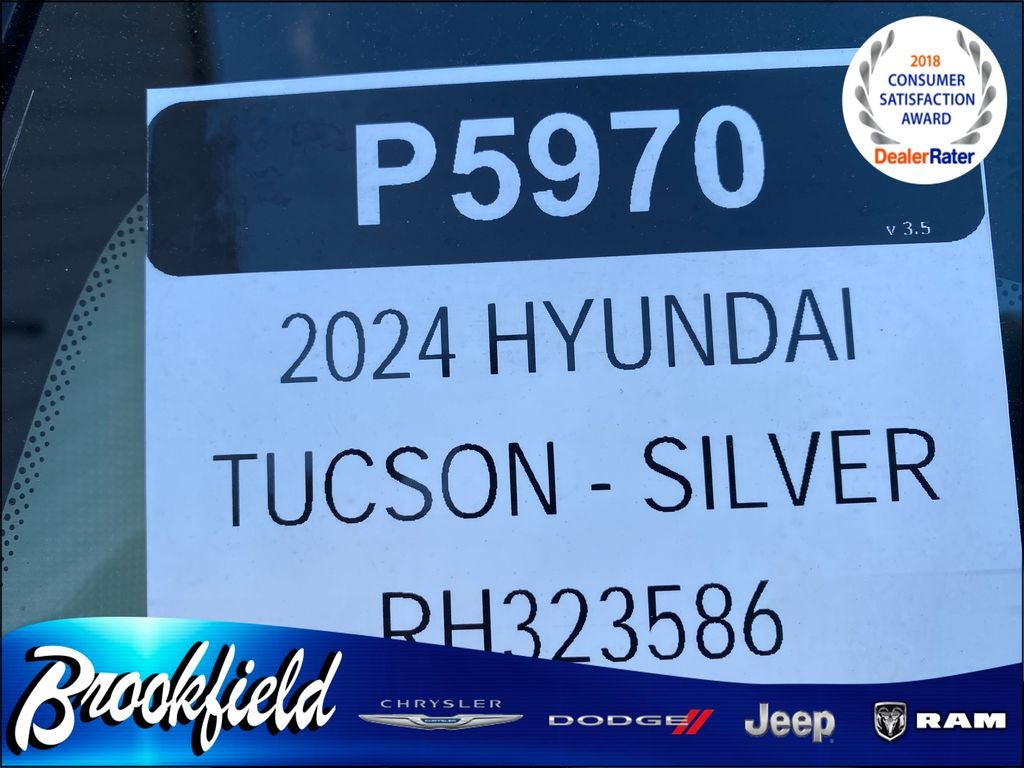 2018
CONSUMER
SATISFACTION
AWARD
DealerRater
P5970
v 3.5
2024 HYUNDAI
TUCSON - SILVER
RH323586
Brookfield
CHRYSLER
DODGE
Jeep
RAM